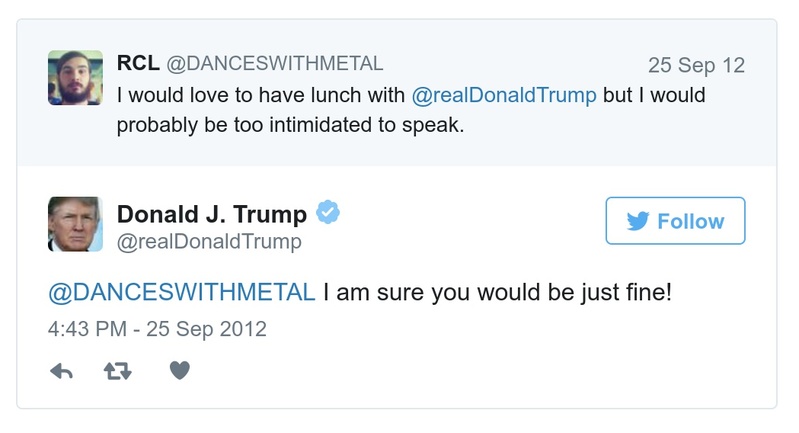 RCL @DANCESWITHMETAL 25 Sep 12
I would love to have lunch with @realDonaldTrump but I would
probably be too intimidated to speak.
Donald J. Trump
@realDonaldTrump
Follow
@DANCESWITHMETAL I am sure you would be just fine!
4:43 PM - 25 Sep 2012